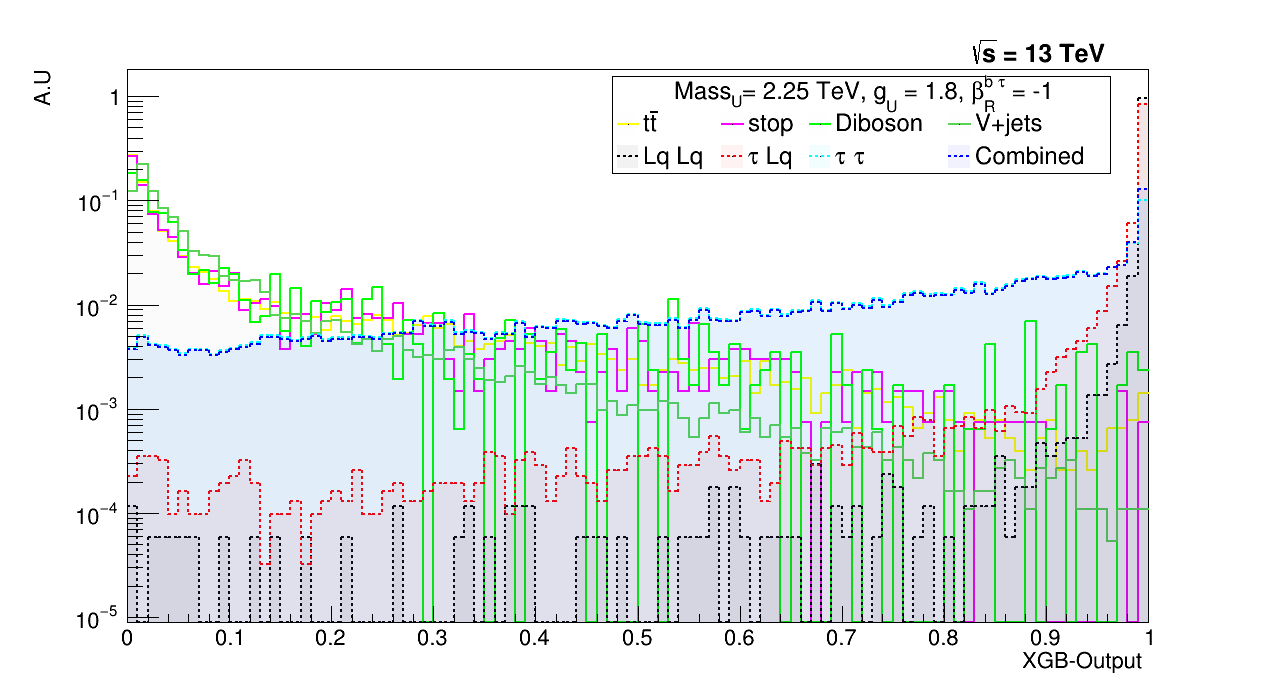 √s = 13 TeV
A.U
Mass_U= 2.25 TeV, g_U = 1.8, β_R^{b τ} = -1
tt̄ stop Diboson V+jets
Lq Lq τ Lq τ τ Combined
1
10⁻¹
10⁻²
10⁻³
10⁻⁴
10⁻⁵
0 0.1 0.2 0.3 0.4 0.5 0.6 0.7 0.8 0.9 1
XGB-Output